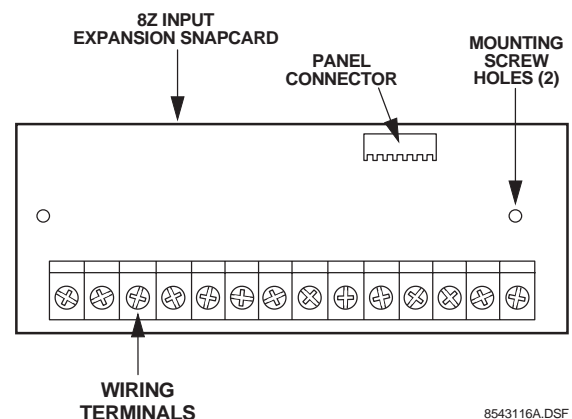 8Z INPUT
EXPANSION SNAPCARD
PANEL
CONNECTOR
MOUNTING
SCREW
HOLES (2)
WIRING
TERMINALS
8543116A.DSF